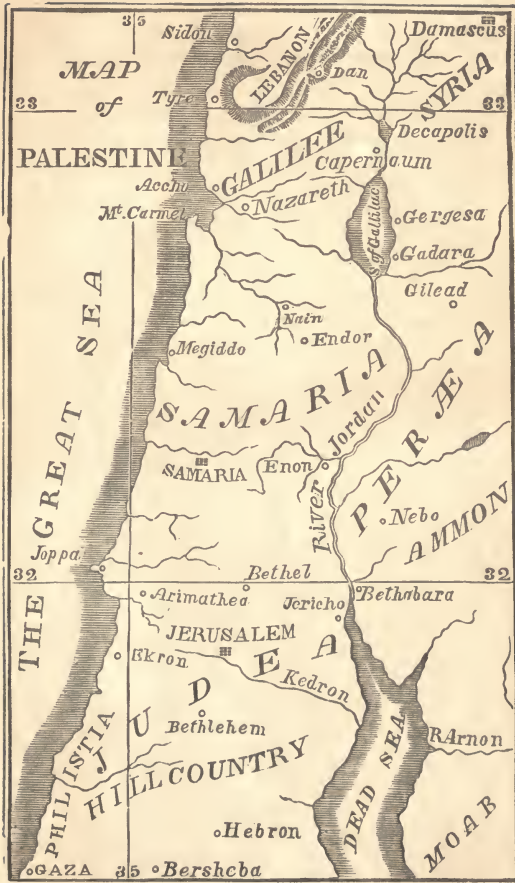 35
Sidon
Damascus
MAP
of
PALESTINE
LEBANON
Dan
SYRIA
33
Tyre
33
Decapolis
GALILEE
Capernaum
Accho
Nazareth
Mt. Carmel
S. of Gallilac
Gergesa
Gadara
Gilead
Nain
Endor
Megiddo
SAMARIA
River Jordan
PERÆA
SAMARIA
Enon
Nebo
AMMON
THE GREAT SEA
Joppa
32
Bethel
32
Arimathea
Jericho
Bethabara
JERUSALEM
Ekron
JUDEA
Kedron
Bethlehem
PHILISTIA
HILL COUNTRY
R Arnon
DEAD SEA
MOAB
Hebron
GAZA
35
Bersheba